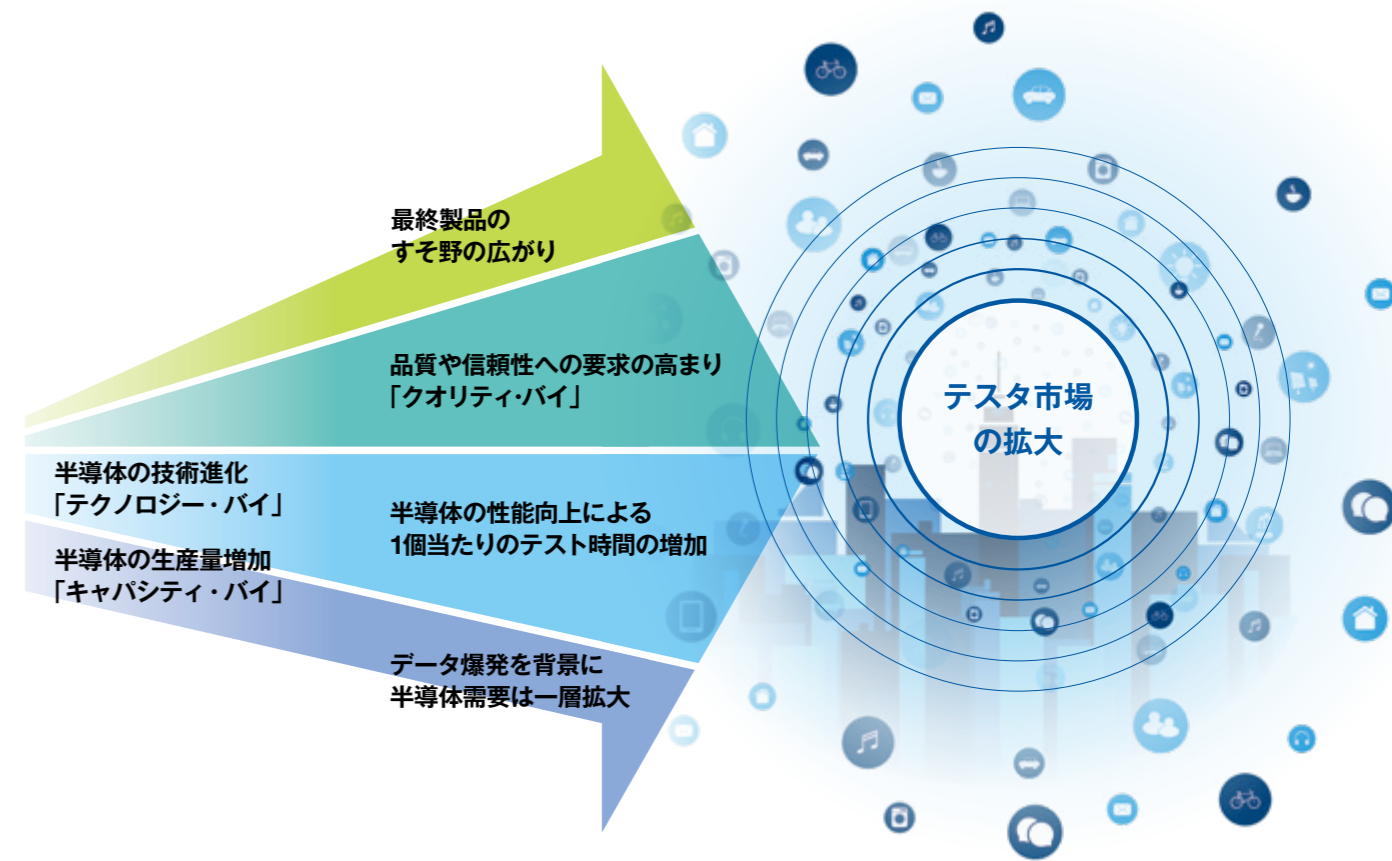 最終製品の
すそ野の広がり
品質や信頼性への要求の高まり
「クオリティ・バイ」
半導体の技術進化
「テクノロジー・バイ」
半導体の生産量増加
「キャパシティ・バイ」
半導体の性能向上による
1個当たりのテスト時間の増加
データ爆発を背景に
半導体需要は一層拡大
テスタ市場
の拡大